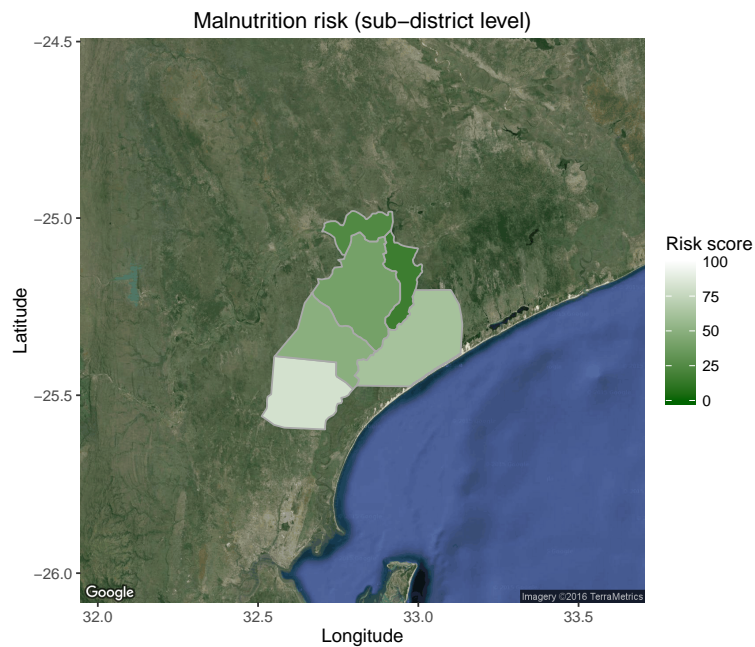 Malnutrition risk (sub−district level)
−24.5
−25.0
−25.5
−26.0
Latitude
32.0
32.5
33.0
33.5
Longitude
Risk score
100
75
50
25
0
Google
Imagery ©2016 TerraMetrics